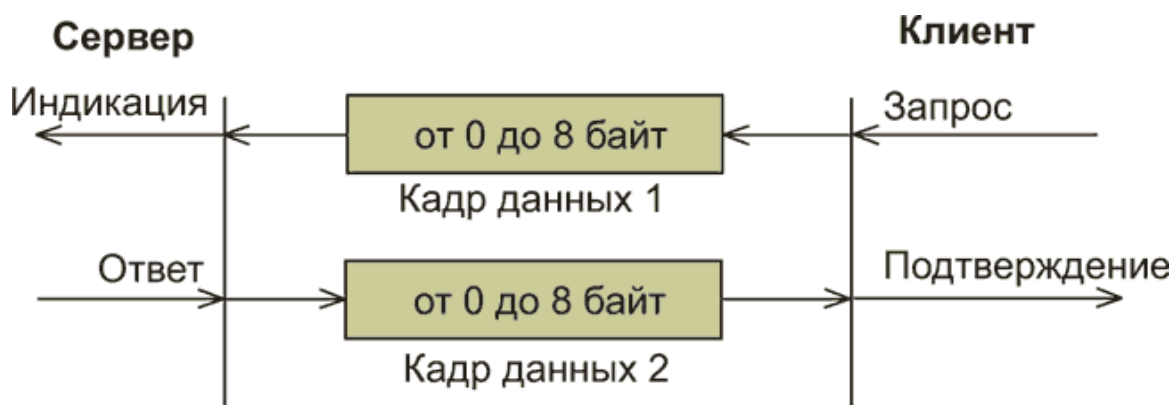 Сервер
Клиент
Индикация
Запрос
от 0 до 8 байт
Кадр данных 1
Ответ
Подтверждение
от 0 до 8 байт
Кадр данных 2